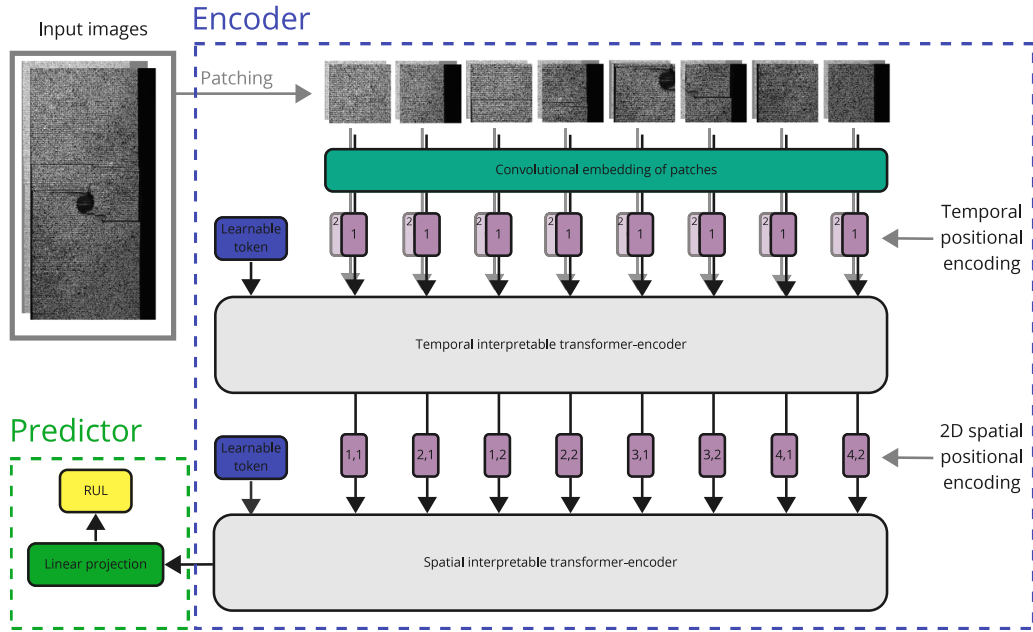 Encoder
Input images
Patching
Convolutional embedding of patches
Learnable
token
2 1 2 1 2 1 2 1 2 1 2 1 2 1 2 1
Temporal
positional
encoding
Temporal interpretable transformer-encoder
Predictor
Learnable
token
1,1 2,1 1,2 2,2 3,1 3,2 4,1 4,2
2D spatial
positional
encoding
RUL
Linear projection
Spatial interpretable transformer-encoder